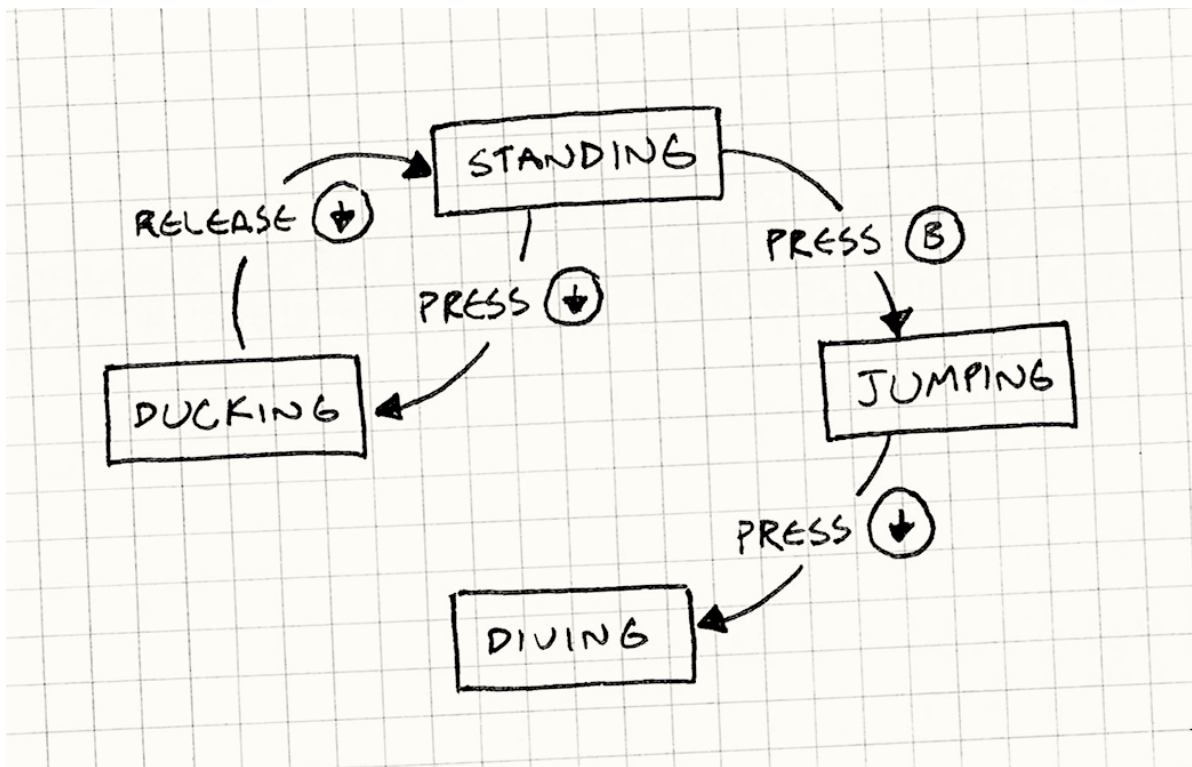 STANDING
RELEASE ↓
PRESS B
PRESS ↓
DUCKING
JUMPING
PRESS ↓
DIVING